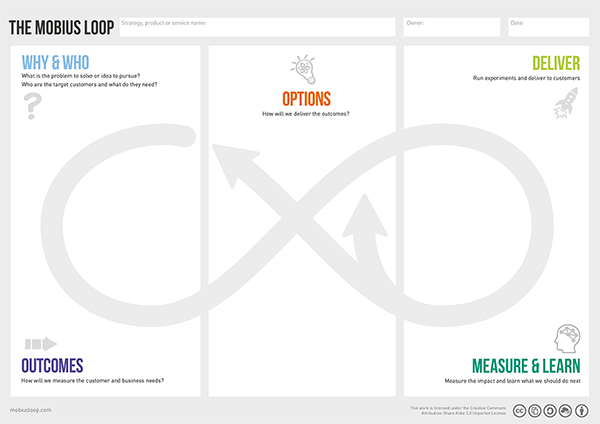 THE MOBIUS LOOP
Strategy, product or service name:
Owner:
Date:
WHY & WHO
What is the problem to solve or idea to pursue?
Who are the target customers and what do they need?
?
OPTIONS
How will we deliver the outcomes?
DELIVER
Run experiments and deliver to customers
OUTCOMES
How will we measure the customer and business needs?
MEASURE & LEARN
Measure the impact and learn what we should do next
mobiusloop.com
This work is licensed under the Creative Commons
Attribution Share Alike 3.0 Unported License
cc